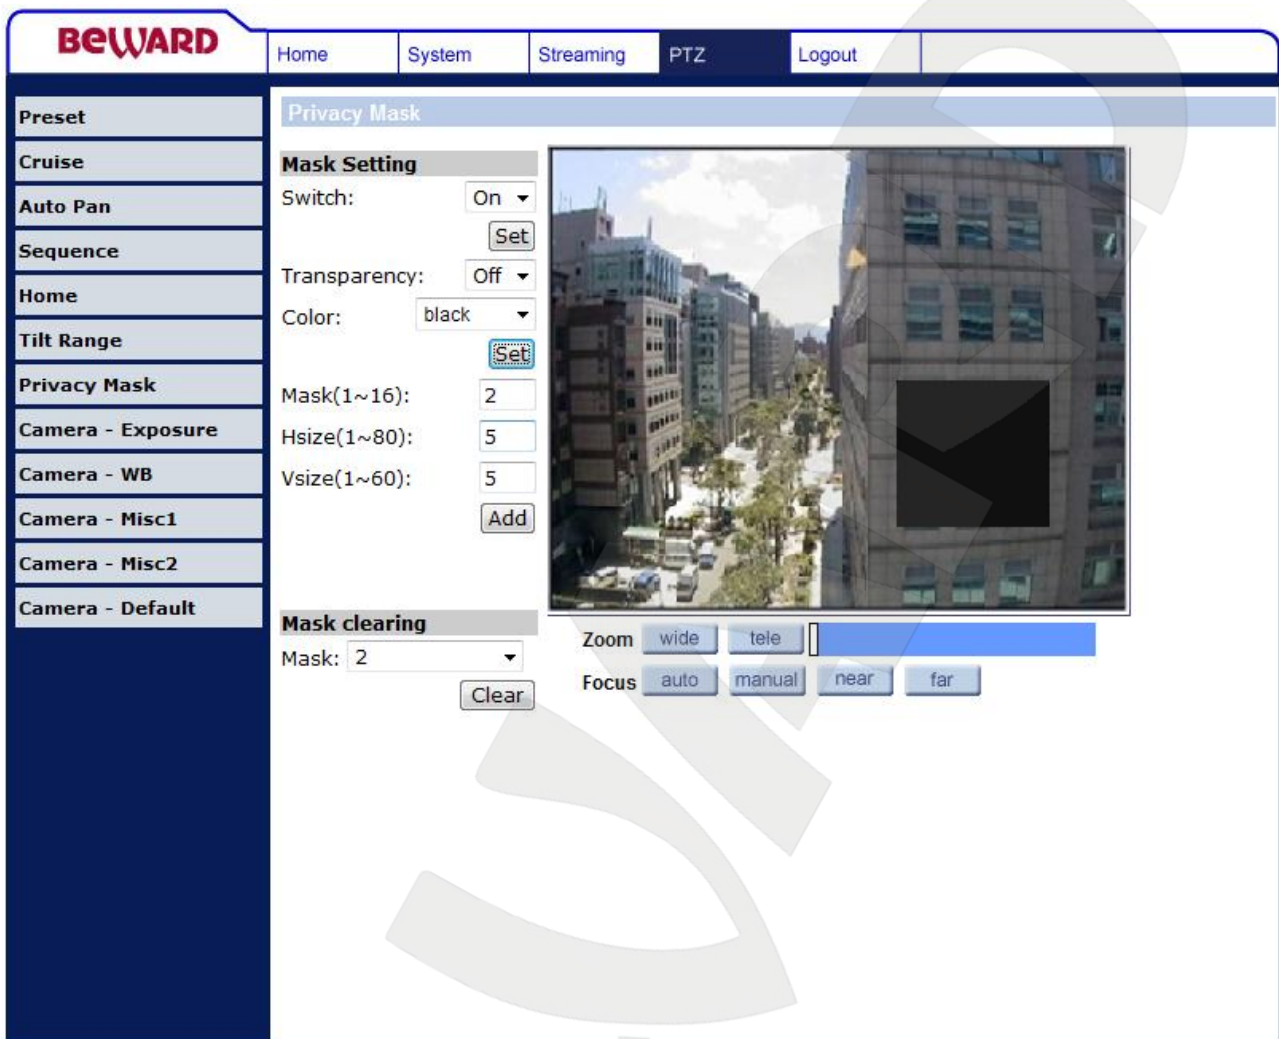 BEWARD
Home System Streaming PTZ Logout
Preset
Cruise
Auto Pan
Sequence
Home
Tilt Range
Privacy Mask
Camera - Exposure
Camera - WB
Camera - Misc1
Camera - Misc2
Camera - Default
Privacy Mask
Mask Setting
Switch: On
Set
Transparency: Off
Color: black
Set
Mask(1~16): 2
Hsize(1~80): 5
Vsize(1~60): 5
Add
Mask clearing
Mask: 2
Clear
Zoom wide tele
Focus auto manual near far